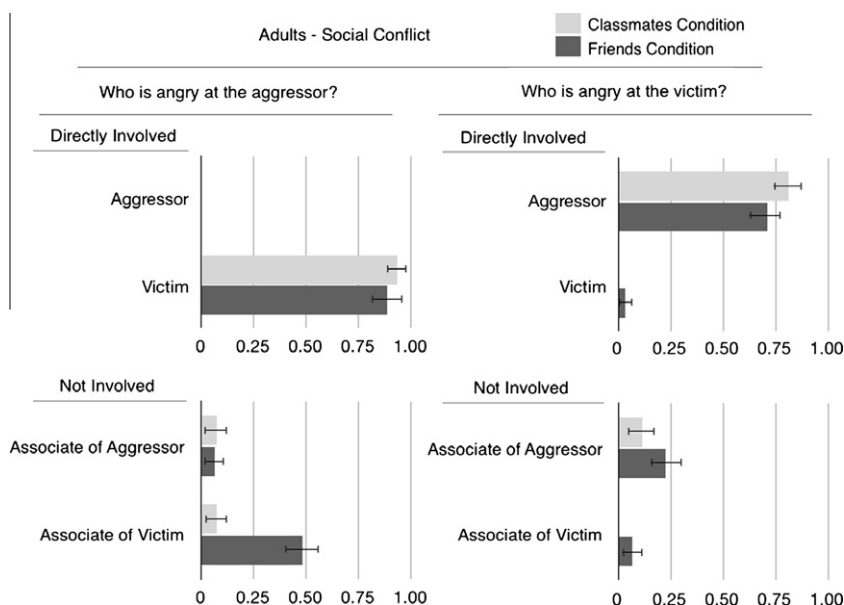 Adults - Social Conflict
Classmates Condition
Friends Condition
Who is angry at the aggressor?
Who is angry at the victim?
Directly Involved
Directly Involved
Aggressor
Victim
0 0.25 0.50 0.75 1.00
Aggressor
Victim
0 0.25 0.50 0.75 1.00
Not Involved
Not Involved
Associate of Aggressor
Associate of Victim
0 0.25 0.50 0.75 1.00
Associate of Aggressor
Associate of Victim
0 0.25 0.50 0.75 1.00